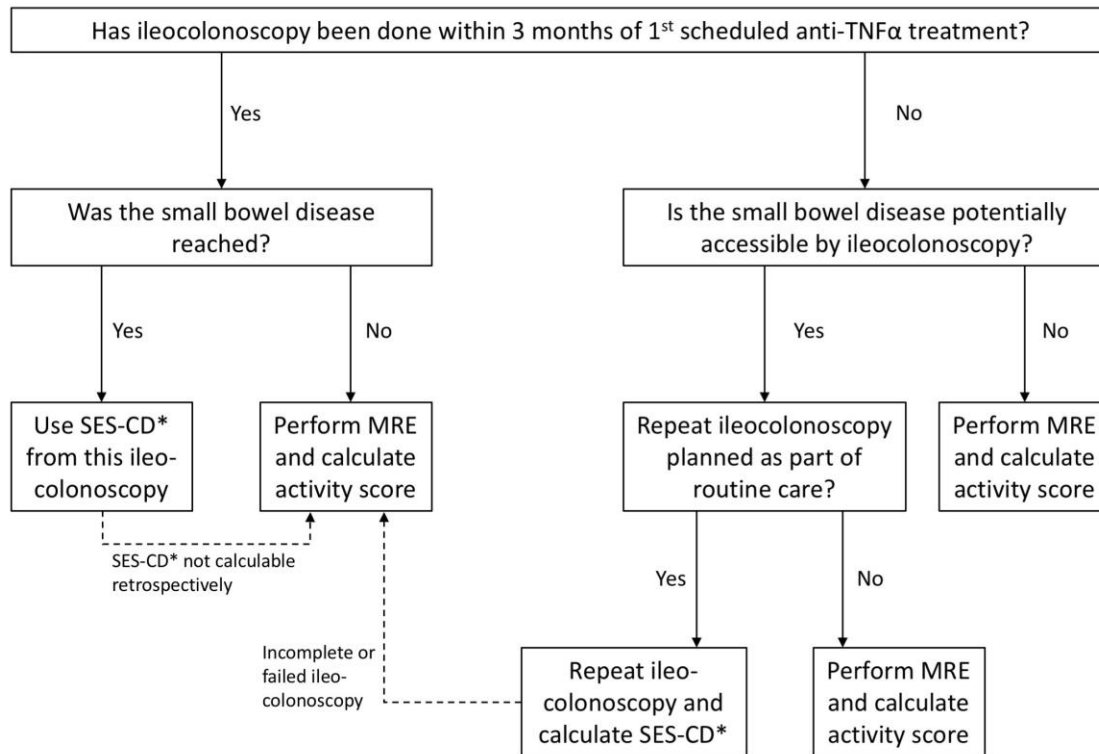 Has ileocolonoscopy been done within 3 months of 1st scheduled anti-TNFα treatment?
Yes
No
Was the small bowel disease
reached?
Is the small bowel disease potentially
accessible by ileocolonoscopy?
Yes
No
Yes
No
Use SES-CD*
from this ileo-
colonoscopy
Perform MRE
and calculate
activity score
Repeat ileocolonoscopy
planned as part of
routine care?
Perform MRE
and calculate
activity score
SES-CD* not calculable
retrospectively
Yes
No
Incomplete or
failed ileo-
colonoscopy
Repeat ileo-
colonoscopy and
calculate SES-CD*
Perform MRE
and calculate
activity score